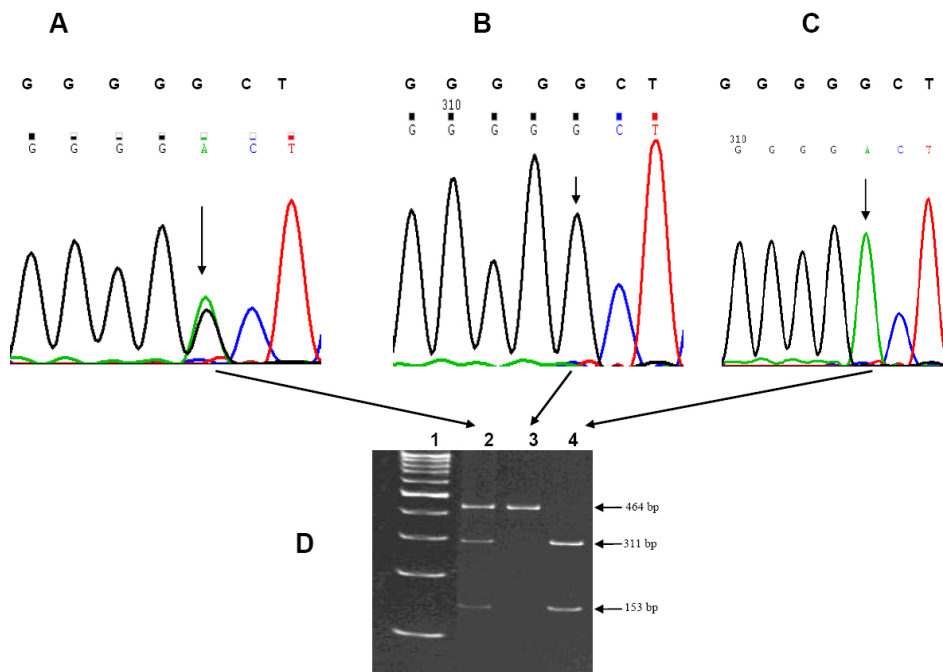 A B C
G G G G G C T G G G G G C T G G G G G C T
310
G G G G A C T G G G G G C T
310
G G G G A C T
1 2 3 4
464 bp
D
311 bp
153 bp